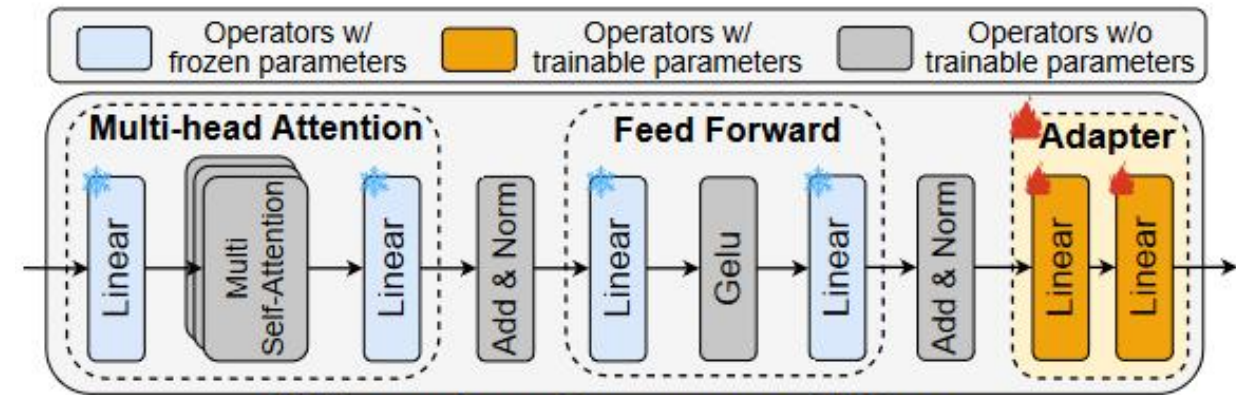 Operators w/
frozen parameters
Operators w/
trainable parameters
Operators w/o
trainable parameters
Multi-head Attention
Feed Forward
Adapter
Linear
Multi
Self-Attention
Linear
Add & Norm
Linear
Gelu
Linear
Add & Norm
Linear
Linear